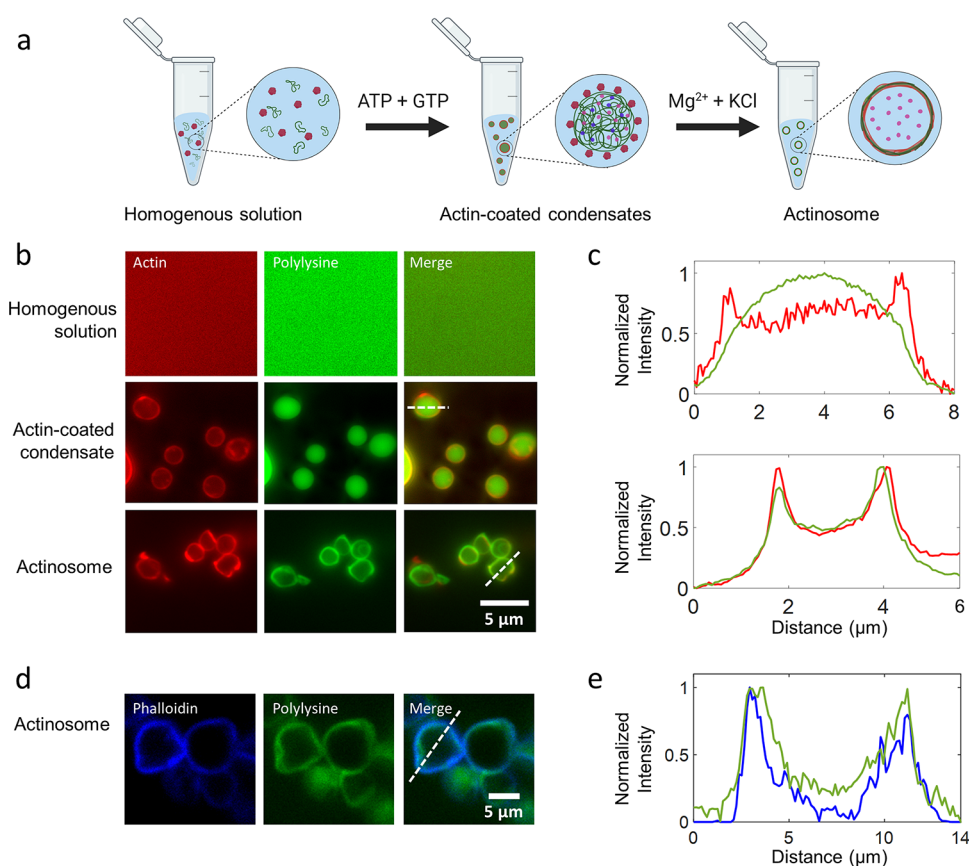 a
ATP + GTP
Mg²⁺ + KCl
Homogenous solution
Actin-coated condensates
Actinosome
b
Actin
Polylysine
Merge
Homogenous
solution
Actin-coated
condensate
Actinosome
5 µm
c
Normalized
Intensity
1
0.5
0
0
2
4
6
8
Normalized
Intensity
1
0.5
0
0
2
4
6
Distance (µm)
d
Actinosome
Phalloidin
Polylysine
Merge
5 µm
e
Normalized
Intensity
1
0.5
0
0
5
10
14
Distance (µm)